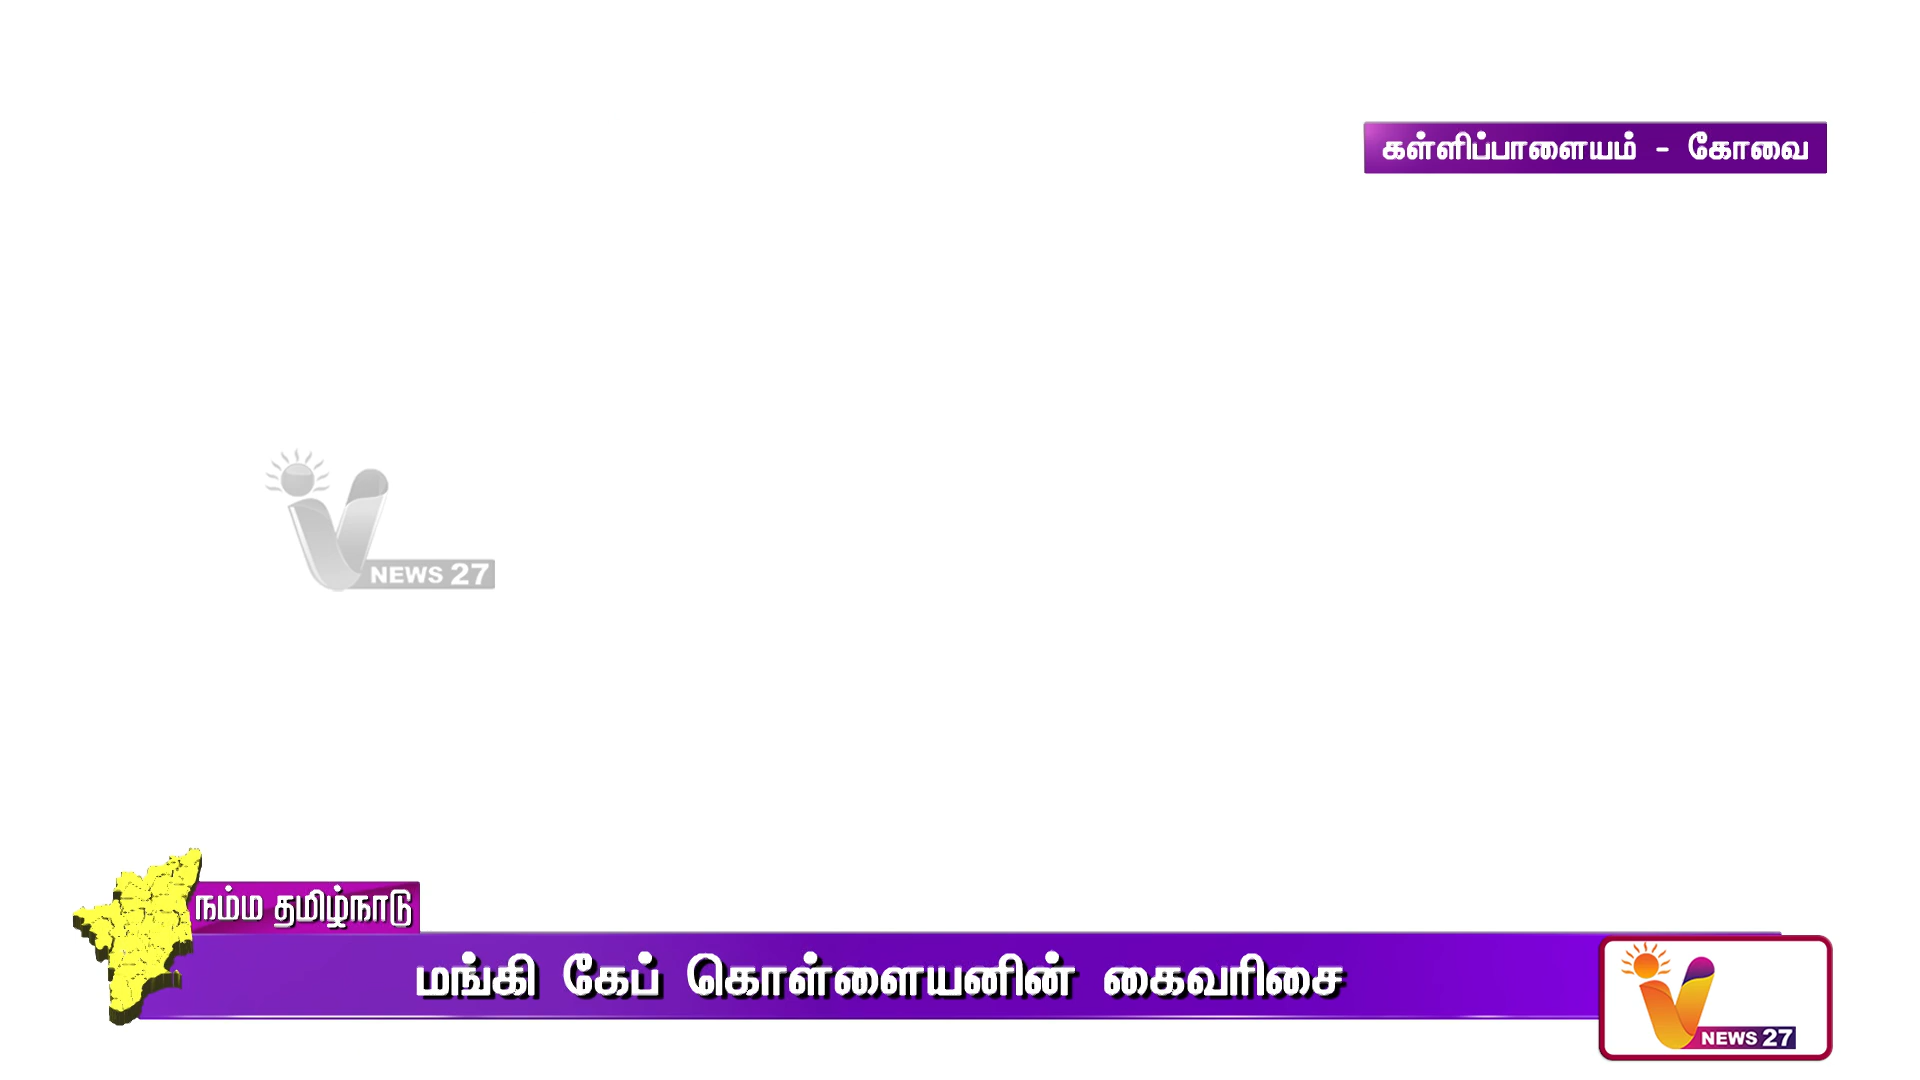 கள்ளிப்பாளையம் - கோவை
NEWS 27
நம்ம தமிழ்நாடு
மங்கி கேப் கொள்ளையனின் கைவரிசை
NEWS 27